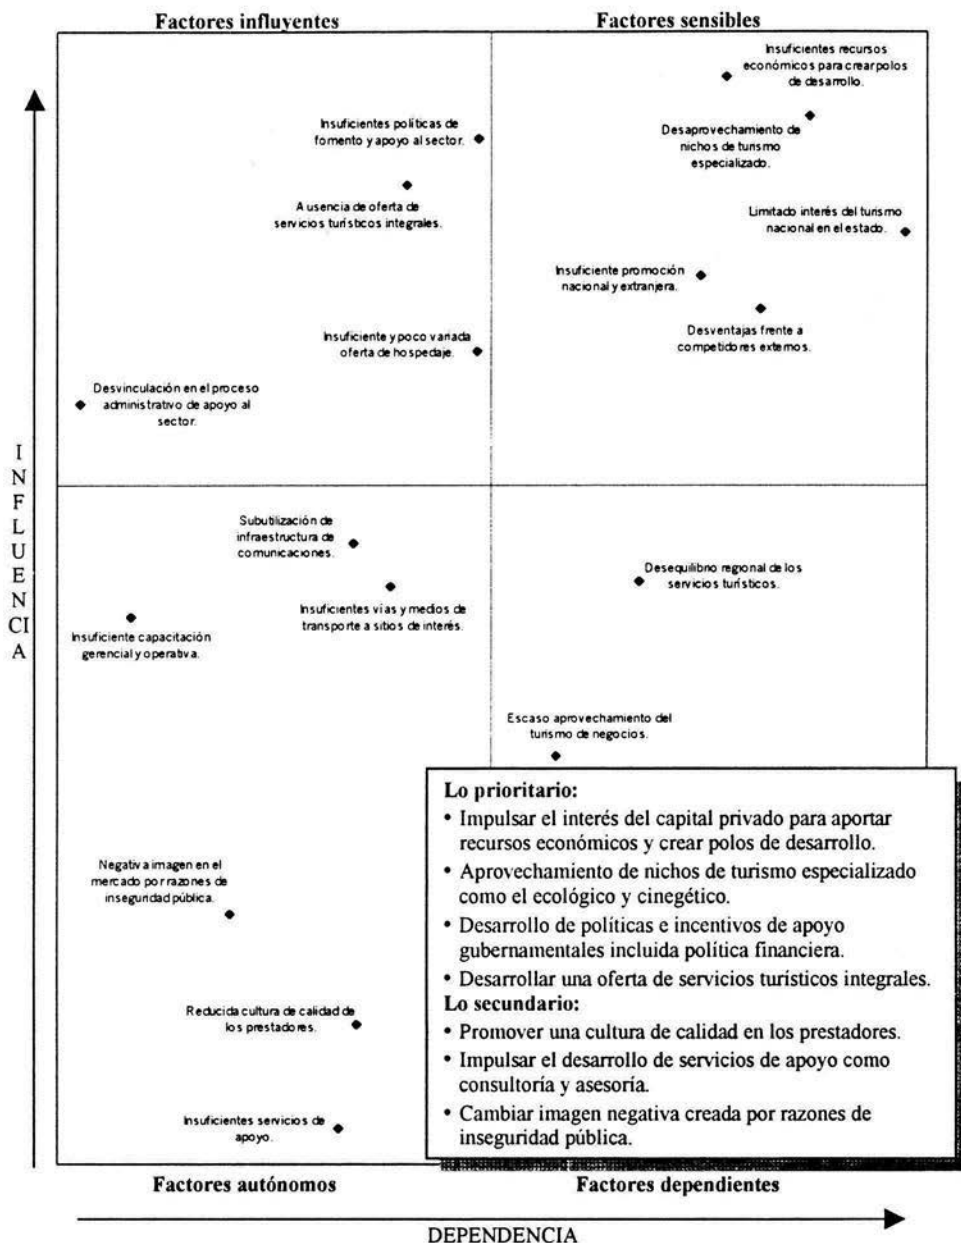 Factores influyentes
Factores sensibles
Insuficientes recursos
económicos para crear polos
de desarrollo.
Insuficientes políticas de
fomento y apoyo al sector.
Desaprovechamiento de
nichos de turismo
especializado.
Ausencia de oferta de
servicios turísticos integrales.
Limitado interés del turismo
nacional en el estado.
Insuficiente promoción
nacional y extranjera.
Insuficiente y poco variada
oferta de hospedaje.
Desventajas frente a
competidores externos.
Desvinculación en el proceso
administrativo de apoyo al
sector.
I
N
F
L
U
E
N
CI
A
Subutilización de
infraestructura de
comunicaciones.
Desequilibrio regional de los
servicios turísticos.
Insuficientes vías y medios de
transporte a sitios de interés.
Insuficiente capacitación
gerencial y operativa.
Escaso aprovechamiento del
turismo de negocios.
Negativa imagen en el
mercado por razones de
inseguridad pública.
Reducida cultura de calidad de
los prestadores.
Insuficientes servicios de
apoyo.
Lo prioritario:
• Impulsar el interés del capital privado para aportar
recursos económicos y crear polos de desarrollo.
• Aprovechamiento de nichos de turismo especializado
como el ecológico y cinegético.
• Desarrollo de políticas e incentivos de apoyo
gubernamentales incluida política financiera.
• Desarrollar una oferta de servicios turísticos integrales.
Lo secundario:
• Promover una cultura de calidad en los prestadores.
• Impulsar el desarrollo de servicios de apoyo como
consultoría y asesoría.
• Cambiar imagen negativa creada por razones de
inseguridad pública.
Factores autónomos
Factores dependientes
DEPENDENCIA